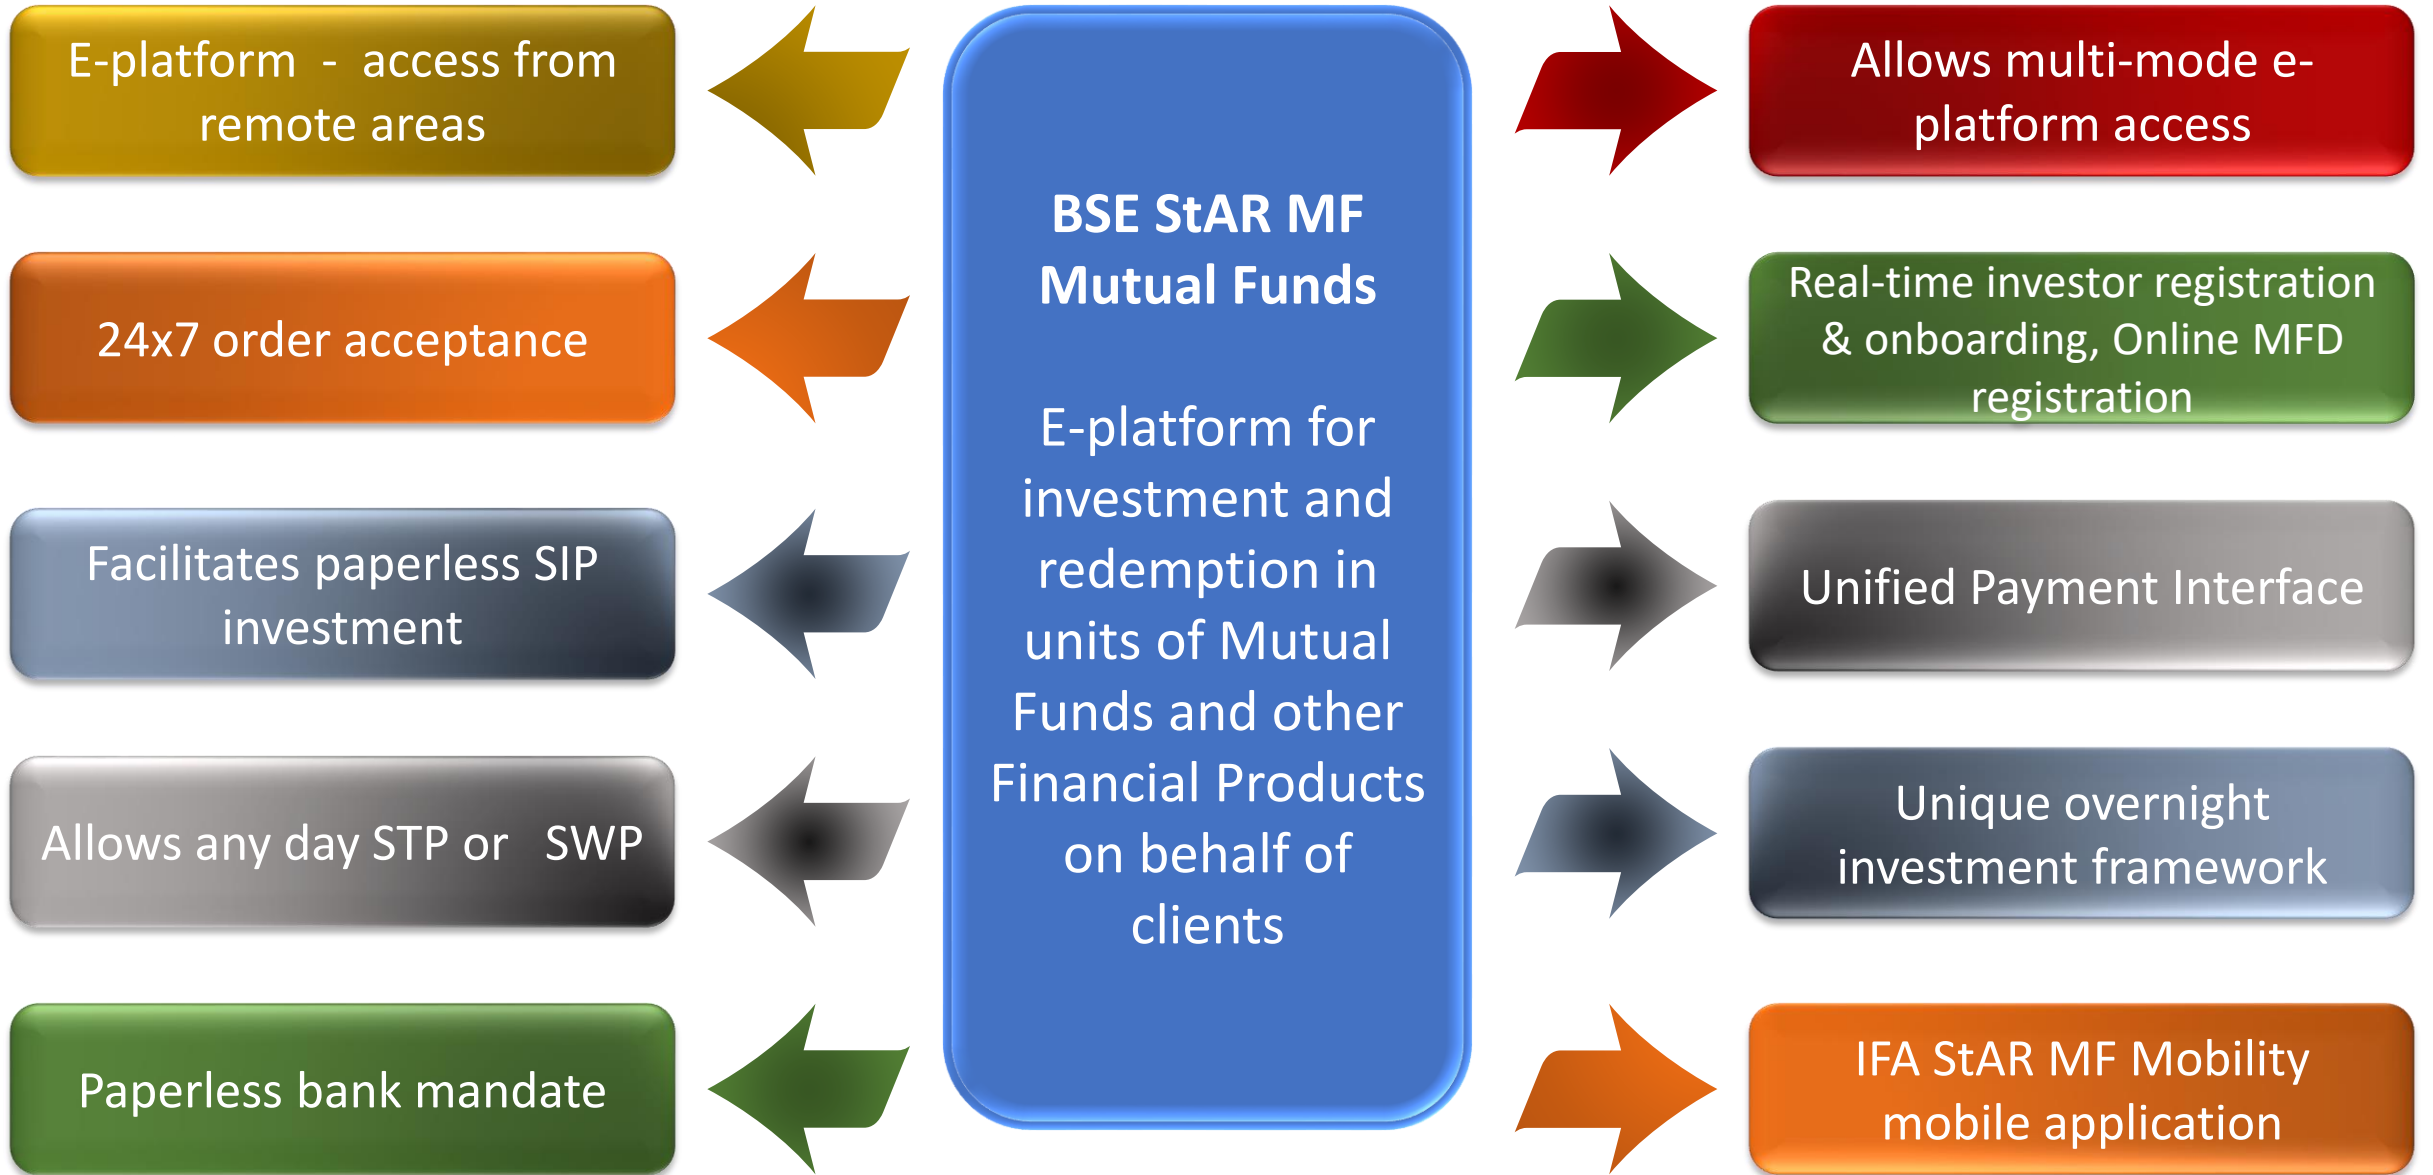 E-platform - access from
remote areas
24x7 order acceptance
Facilitates paperless SIP
investment
Allows any day STP or SWP
Paperless bank mandate
BSE StAR MF
Mutual Funds
E-platform for
investment and
redemption in
units of Mutual
Funds and other
Financial Products
on behalf of
clients
Allows multi-mode e-
platform access
Real-time investor registration
& onboarding, Online MFD
registration
Unified Payment Interface
Unique overnight
investment framework
IFA StAR MF Mobility
mobile application